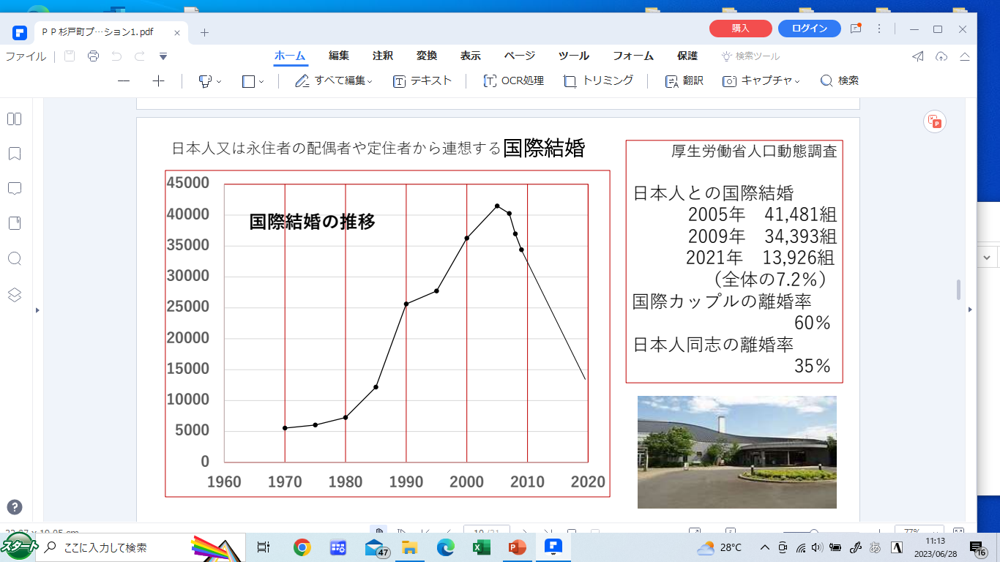 ＰＰ杉戸町プ…ション1.pdf
購入
ログイン
ファイル
ホーム
編集
注釈
変換
表示
ページ
ツール
フォーム
保護
検索ツール
すべて編集
テキスト
OCR処理
トリミング
翻訳
キャプチャ
検索
日本人又は永住者の配偶者や定住者から連想する国際結婚
国際結婚の推移
45000
40000
35000
30000
25000
20000
15000
10000
5000
0
1960 1970 1980 1990 2000 2010 2020
厚生労働省人口動態調査
日本人との国際結婚
2005年 41,481組
2009年 34,393組
2021年 13,926組
（全体の7.2%）
国際カップルの離婚率
60%
日本人同志の離婚率
35%
77%
スタート
ここに入力して検索
47
28°C
あ
A
11:13
2023/06/28
16